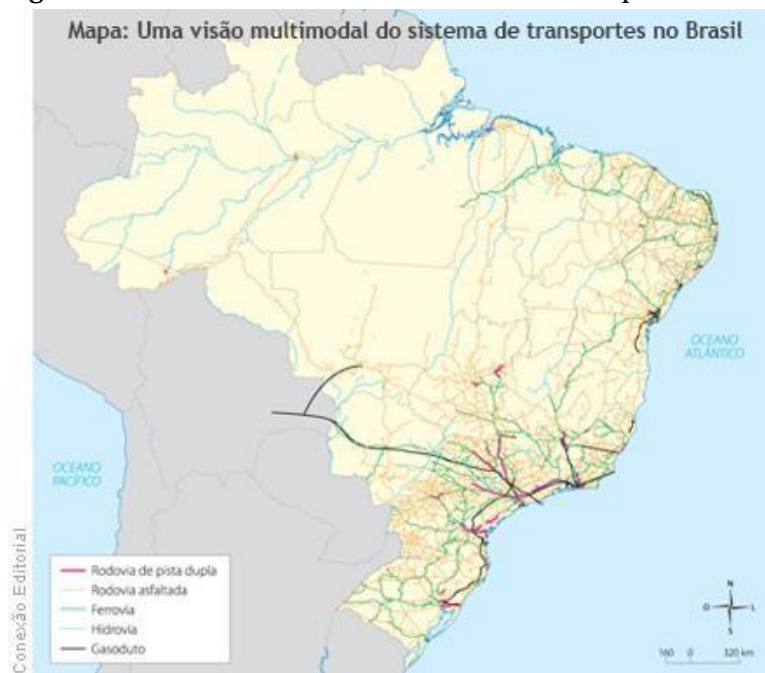 Mapa: Uma visão multimodal do sistema de transportes no Brasil
OCEANO
ATLÂNTICO
OCEANO
PACÍFICO
Conexão Editorial
Rodovia de pista dupla
Rodovia asfaltada
Ferrovia
Hidrovia
Gasoduto
N
O
L
S
160 0 320 km